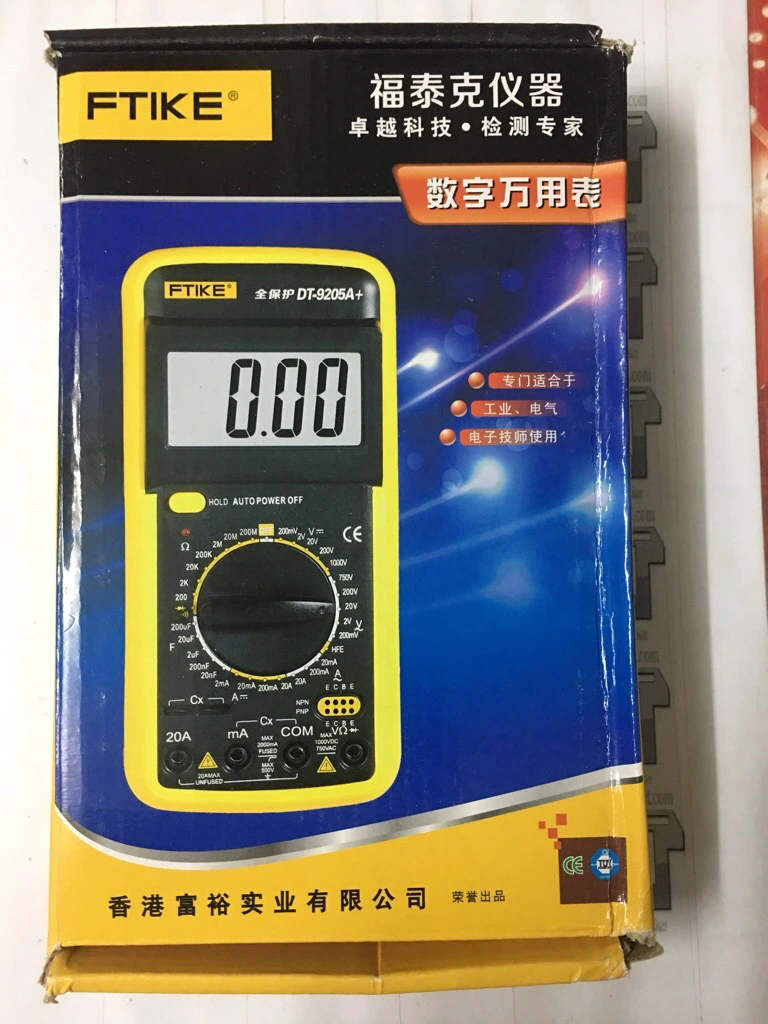 FTIKE®
福泰克仪器
卓越科技•检测专家
数字万用表
FTIKE® 全保护 DT-9205A+
0.00
专门适合于
工业、电气
电子技师使用
HOLD AUTO POWER OFF
CE
Ω 2M 20M 200M OFF 200mV 2V V⎓
200K 20V
20K 200V
2K 1000V
200 750V
200uF 200V
20uF 20V
F 2uF 2V V~
200nF 200mV
20nF HFE
2mA 20mA 200mA 20A 20A 200mA 20mA
A⎓ A~
Cx
E C B E
NPN
PNP
E C B E
20A mA Cx COM VΩ
MAX 2000mA FUSED
MAX 1000VDC 750VAC
20AMAX UNFUSED
MAX 500V
CE
香港富裕实业有限公司 荣誉出品